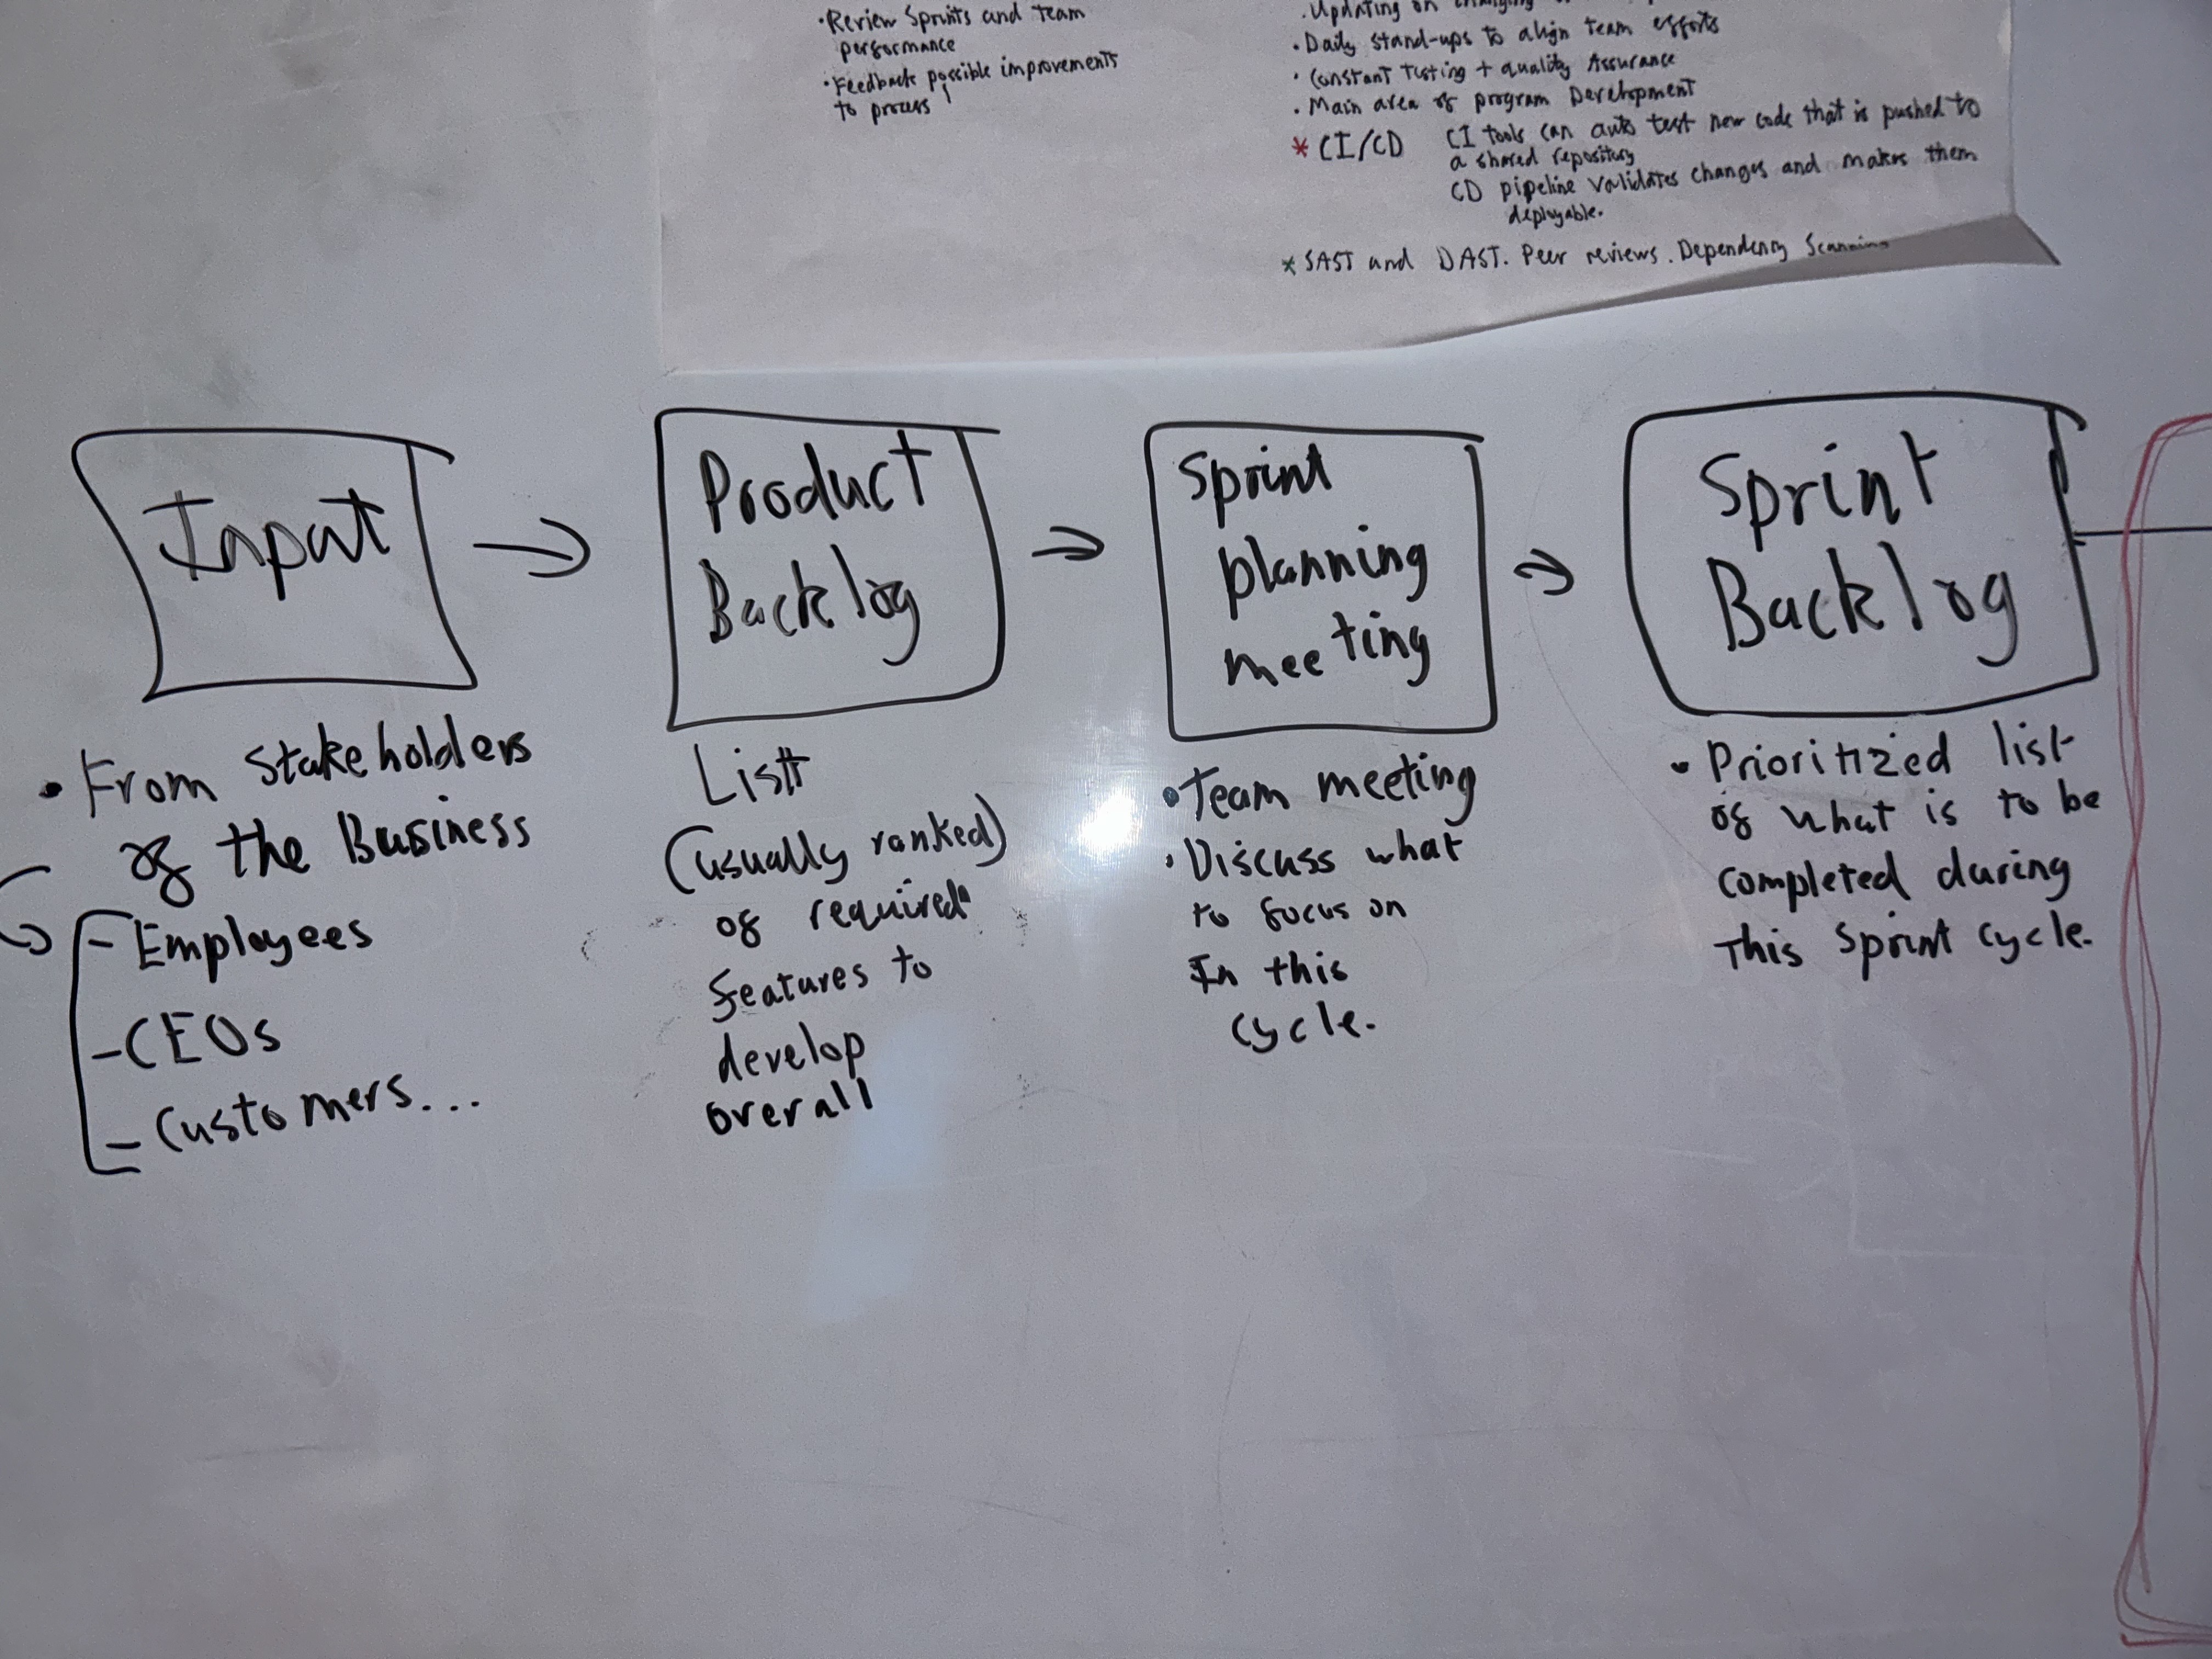 • Review Sprints and team
performance
• Feedback possible improvements
to process
• Updating on changing
• Daily stand-ups to align team efforts
• Constant Testing + quality Assurance
• Main area of program Development
* CI/CD CI tools can auto test new code that is pushed to
a shared repository
CD pipeline validates changes and makes them
deployable.
* SAST and DAST. Peer reviews. Dependency Scanning
Input
→
Product
Backlog
→
Sprint
planning
meeting
→
Sprint
Backlog
• From stakeholders
of the Business
- Employees
- CEOs
- Customers...
List
(usually ranked)
of required
features to
develop
overall
• Team meeting
• Discuss what
to focus on
In this
cycle.
• Prioritized list
of what is to be
completed during
This Sprint cycle.